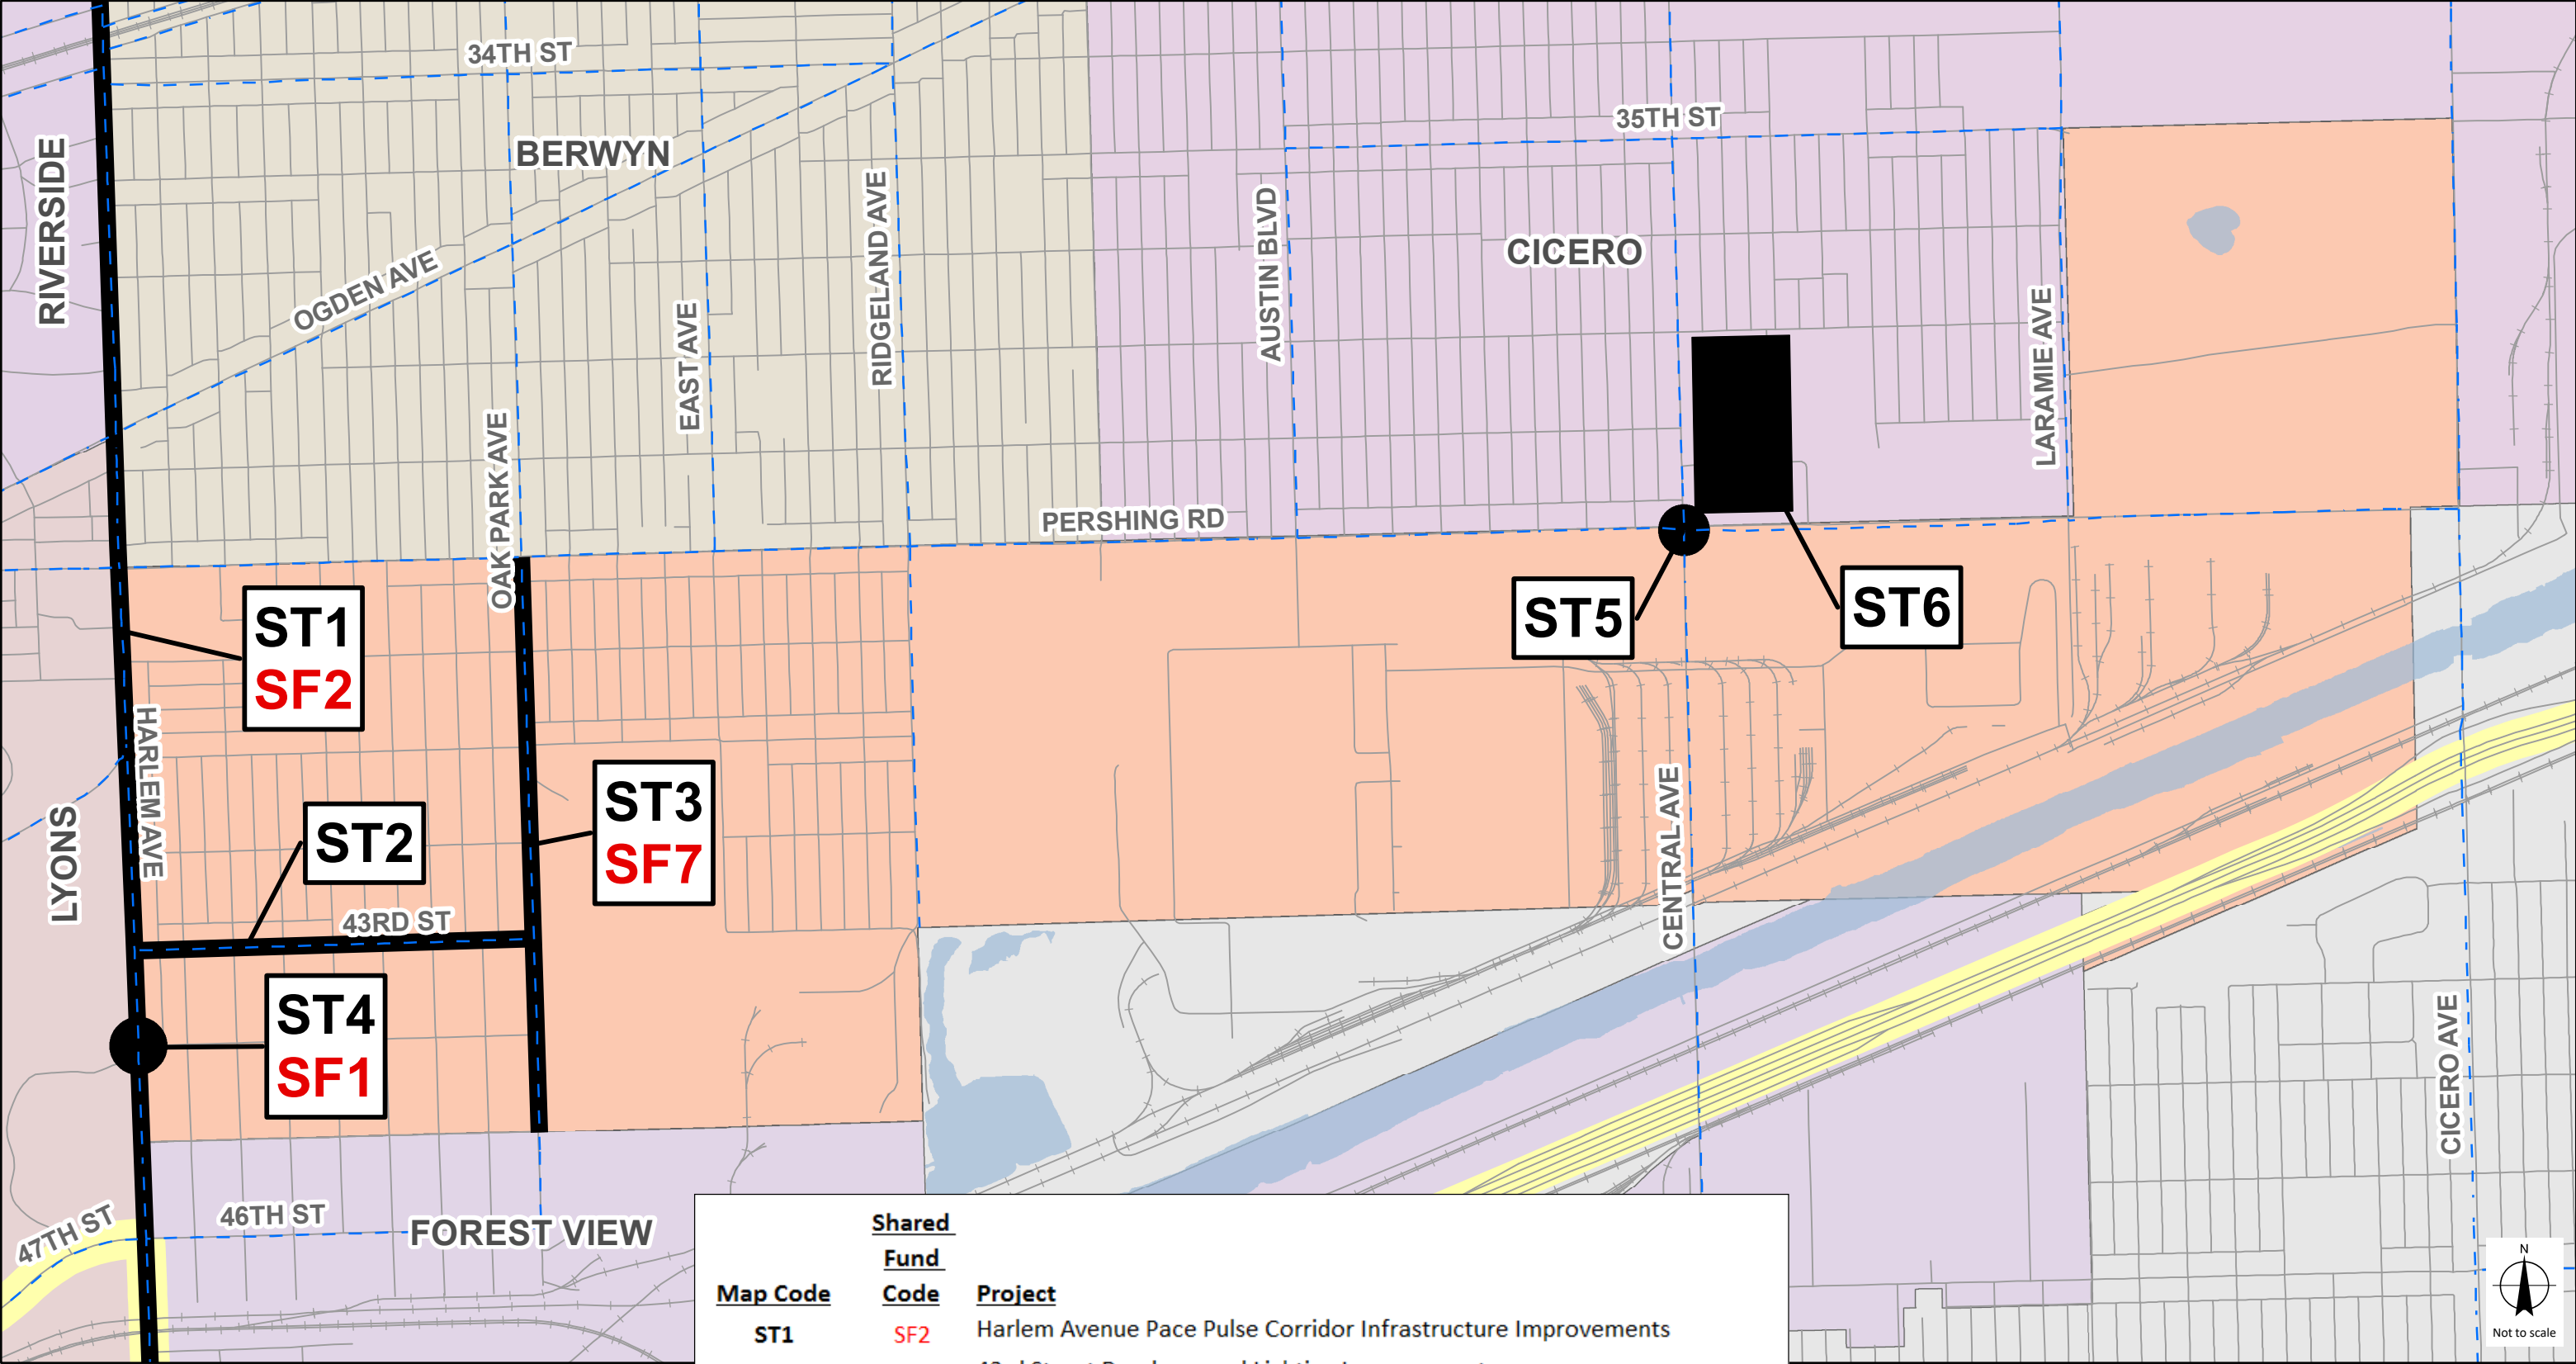 34TH ST
BERWYN
35TH ST
RIVERSIDE
OGDEN AVE
EAST AVE
RIDGELAND AVE
AUSTIN BLVD
CICERO
LARAMIE AVE
OAK PARK AVE
PERSHING RD
ST1
SF2
ST5
ST6
HARLEM AVE
ST2
ST3
SF7
LYONS
43RD ST
CENTRAL AVE
ST4
SF1
CICERO AVE
47TH ST
46TH ST
FOREST VIEW
Shared
Fund
Map Code Code Project
ST1 SF2 Harlem Avenue Pace Pulse Corridor Infrastructure Improvements
N
Not to scale